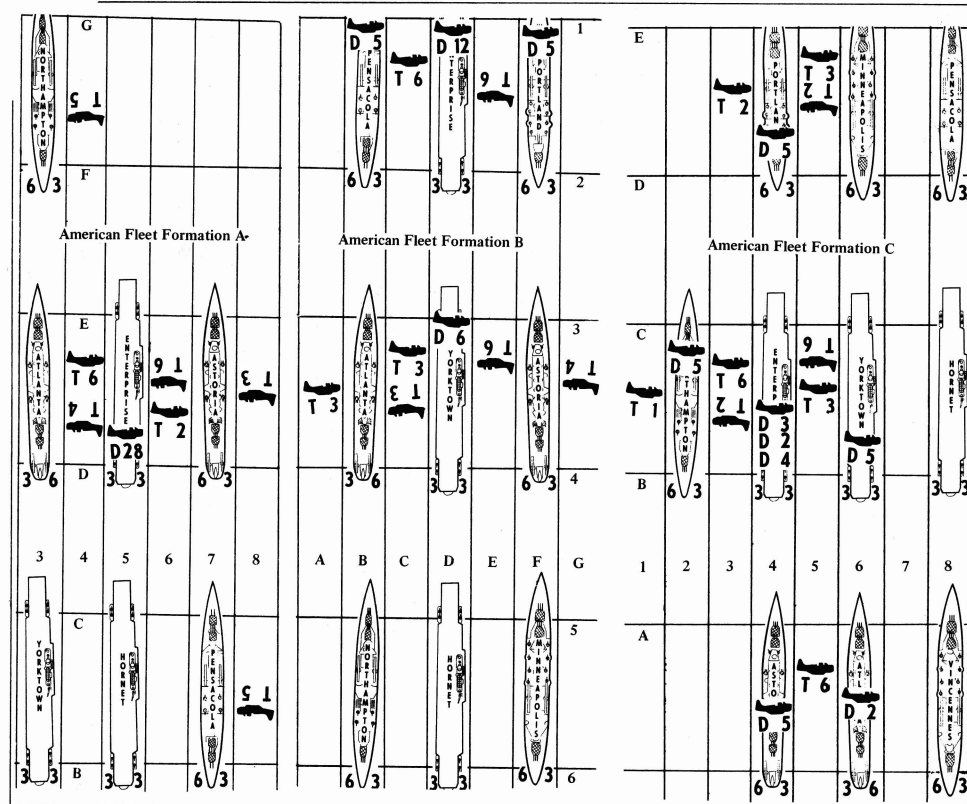 G
NORTHAMPTON
T 5
F
6 3
American Fleet Formation A
E
ATLANTA
T 6
T 4
ENTERPRISE
D 28
T 6
T 2
ASTORIA
T 3
D
3 6
3 3
6 3
3 4 5 6 7 8
C
YORKTOWN
HORNET
PENSACOLA
T 5
B
3 3
3 3
6 3
1
D 5
PENSACOLA
T 6
D 12
TERPRISE
T 6
D 5
PORTLAND
2
6 3
3 3
6 3
American Fleet Formation B
3
T 3
ATLANTA
T 3
T 3
D 6
YORKTOWN
T 6
ASTORIA
T 4
4
3 6
3 3
6 3
A B C D E F G
5
NORTHAMPTON
HORNET
MINNEAPOLIS
6
6 3
3 3
6 3
E
T 2
PORTLAN
D 5
T 3
T 2
MINNEAPOLIS
PENSACOLA
D
6 3
6 3
6 3
American Fleet Formation C
C
T 1
D 5
THAMPTON
T 6
T 2
ENTERP
D 3
D 2
D 4
T 6
T 3
YORKTOWN
D 5
HORNET
B
6 3
3 3
3 3
3 3
1 2 3 4 5 6 7 8
A
ASTO
D 5
T 6
ATL
D 2
A
VINCENNES
6 3
3 6
6 3